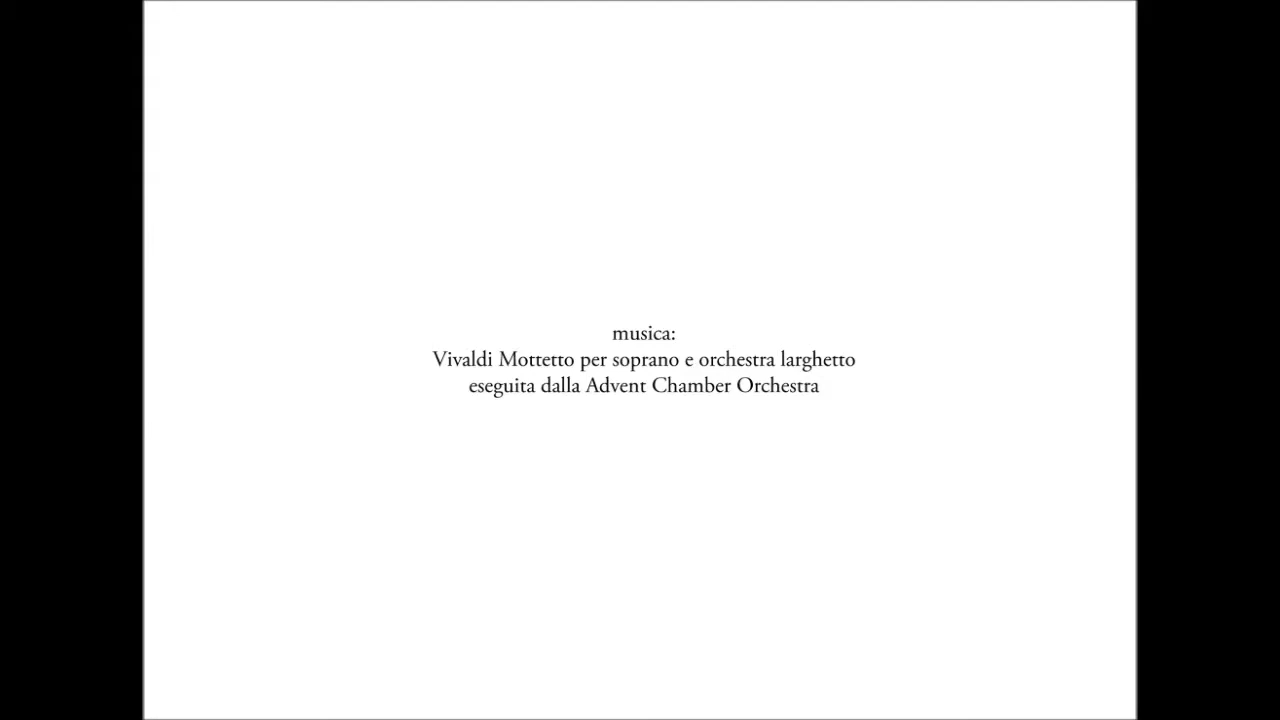 musica:
Vivaldi Mottetto per soprano e orchestra larghetto
eseguita dalla Advent Chamber Orchestra